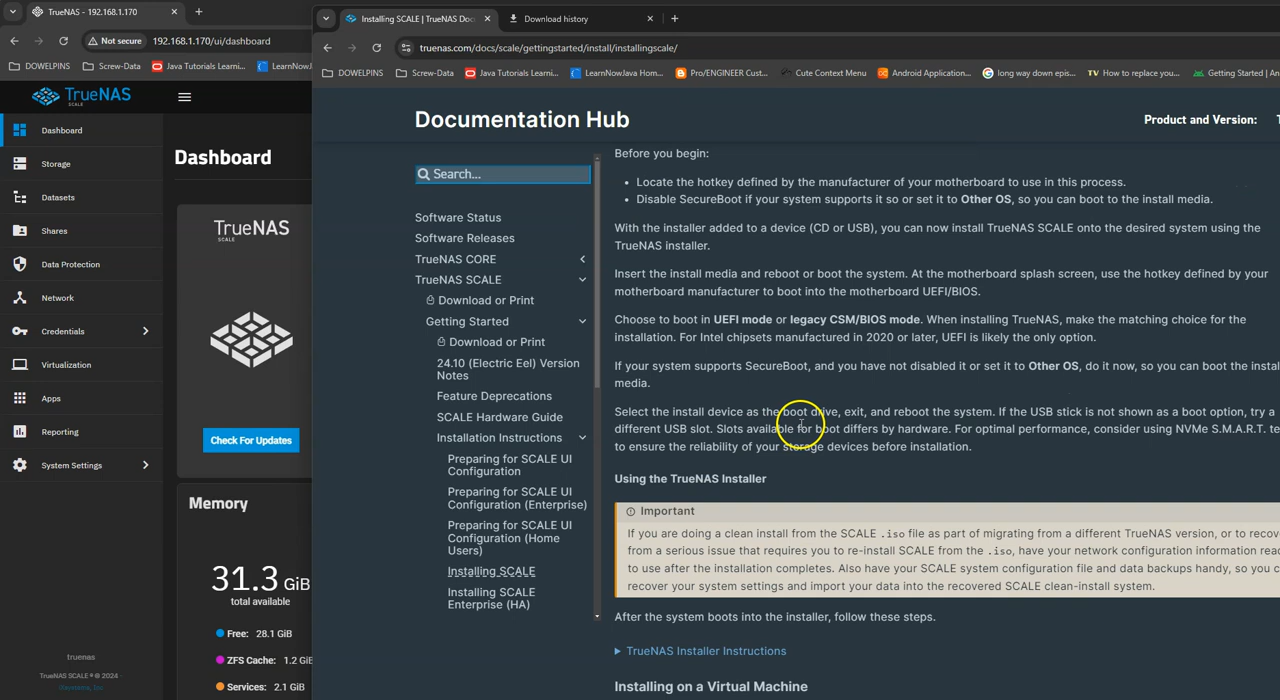 TrueNAS - 192.168.1.170
Not secure
192.168.1.170/ui/dashboard
DOWELPINS
Screw-Data
Java Tutorials Learni...
LearnNow
TrueNAS
SCALE
Dashboard
Storage
Datasets
Shares
Data Protection
Network
Credentials
Virtualization
Apps
Reporting
System Settings
truenas
TrueNAS SCALE ® © 2024
Dashboard
TrueNAS
SCALE
Check For Updates
Memory
31.3 GiB
total available
Free: 28.1 GiB
ZFS Cache: 1.2 GiB
Services: 2.1 GiB
Installing SCALE | TrueNAS Doc
Download history
truenas.com/docs/scale/gettingstarted/install/installingscale/
DOWELPINS
Screw-Data
Java Tutorials Learni...
LearnNowJava Hom...
Pro/ENGINEER Cust...
Cute Context Menu
Android Application...
long way down epis...
TV How to replace you...
Getting Started | An
Documentation Hub
Product and Version:
Search...
Software Status
Software Releases
TrueNAS CORE
TrueNAS SCALE
Download or Print
Getting Started
Download or Print
24.10 (Electric Eel) Version
Notes
Feature Deprecations
SCALE Hardware Guide
Installation Instructions
Preparing for SCALE UI
Configuration
Preparing for SCALE UI
Configuration (Enterprise)
Preparing for SCALE UI
Configuration (Home
Users)
Installing SCALE
Installing SCALE
Enterprise (HA)
Before you begin:
• Locate the hotkey defined by the manufacturer of your motherboard to use in this process.
• Disable SecureBoot if your system supports it so or set it to Other OS, so you can boot to the install media.
With the installer added to a device (CD or USB), you can now install TrueNAS SCALE onto the desired system using the
TrueNAS installer.
Insert the install media and reboot or boot the system. At the motherboard splash screen, use the hotkey defined by your
motherboard manufacturer to boot into the motherboard UEFI/BIOS.
Choose to boot in UEFI mode or legacy CSM/BIOS mode. When installing TrueNAS, make the matching choice for the
installation. For Intel chipsets manufactured in 2020 or later, UEFI is likely the only option.
If your system supports SecureBoot, and you have not disabled it or set it to Other OS, do it now, so you can boot the instal
media.
Select the install device as the boot drive, exit, and reboot the system. If the USB stick is not shown as a boot option, try a
different USB slot. Slots available for boot differs by hardware. For optimal performance, consider using NVMe S.M.A.R.T. te
to ensure the reliability of your storage devices before installation.
Using the TrueNAS Installer
Important
If you are doing a clean install from the SCALE .iso file as part of migrating from a different TrueNAS version, or to recov
from a serious issue that requires you to re-install SCALE from the .iso, have your network configuration information rea
to use after the installation completes. Also have your SCALE system configuration file and data backups handy, so you c
recover your system settings and import your data into the recovered SCALE clean-install system.
After the system boots into the installer, follow these steps.
TrueNAS Installer Instructions
Installing on a Virtual Machine